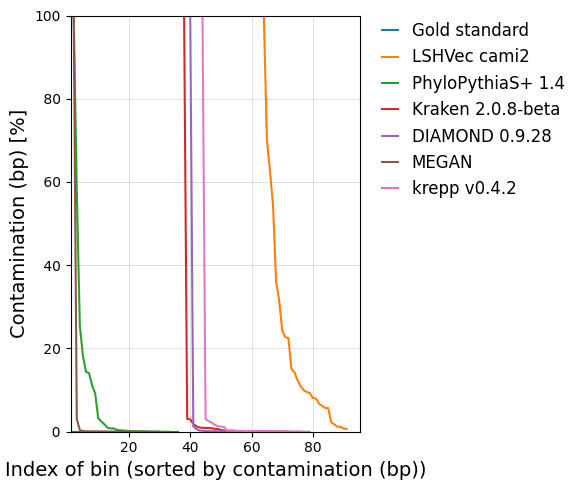 100
80
60
40
20
0
Contamination (bp) [%]
20 40 60 80
Index of bin (sorted by contamination (bp))
Gold standard
LSHVec cami2
PhyloPythiaS+ 1.4
Kraken 2.0.8-beta
DIAMOND 0.9.28
MEGAN
krepp v0.4.2